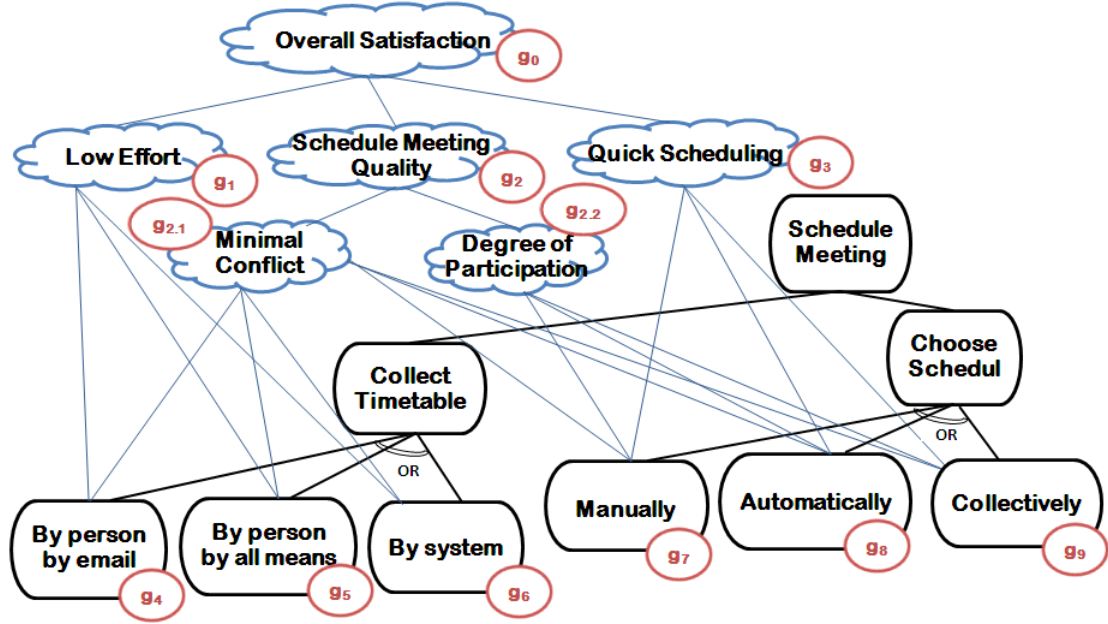 Overall Satisfaction
g0
Low Effort
g1
Schedule Meeting
Quality
g2
Quick Scheduling
g3
g2.1
Minimal
Conflict
g2.2
Degree of
Participation
Schedule
Meeting
Collect
Timetable
OR
Choose
Schedul
OR
By person
by email
g4
By person
by all means
g5
By system
g6
Manually
g7
Automatically
g8
Collectively
g9